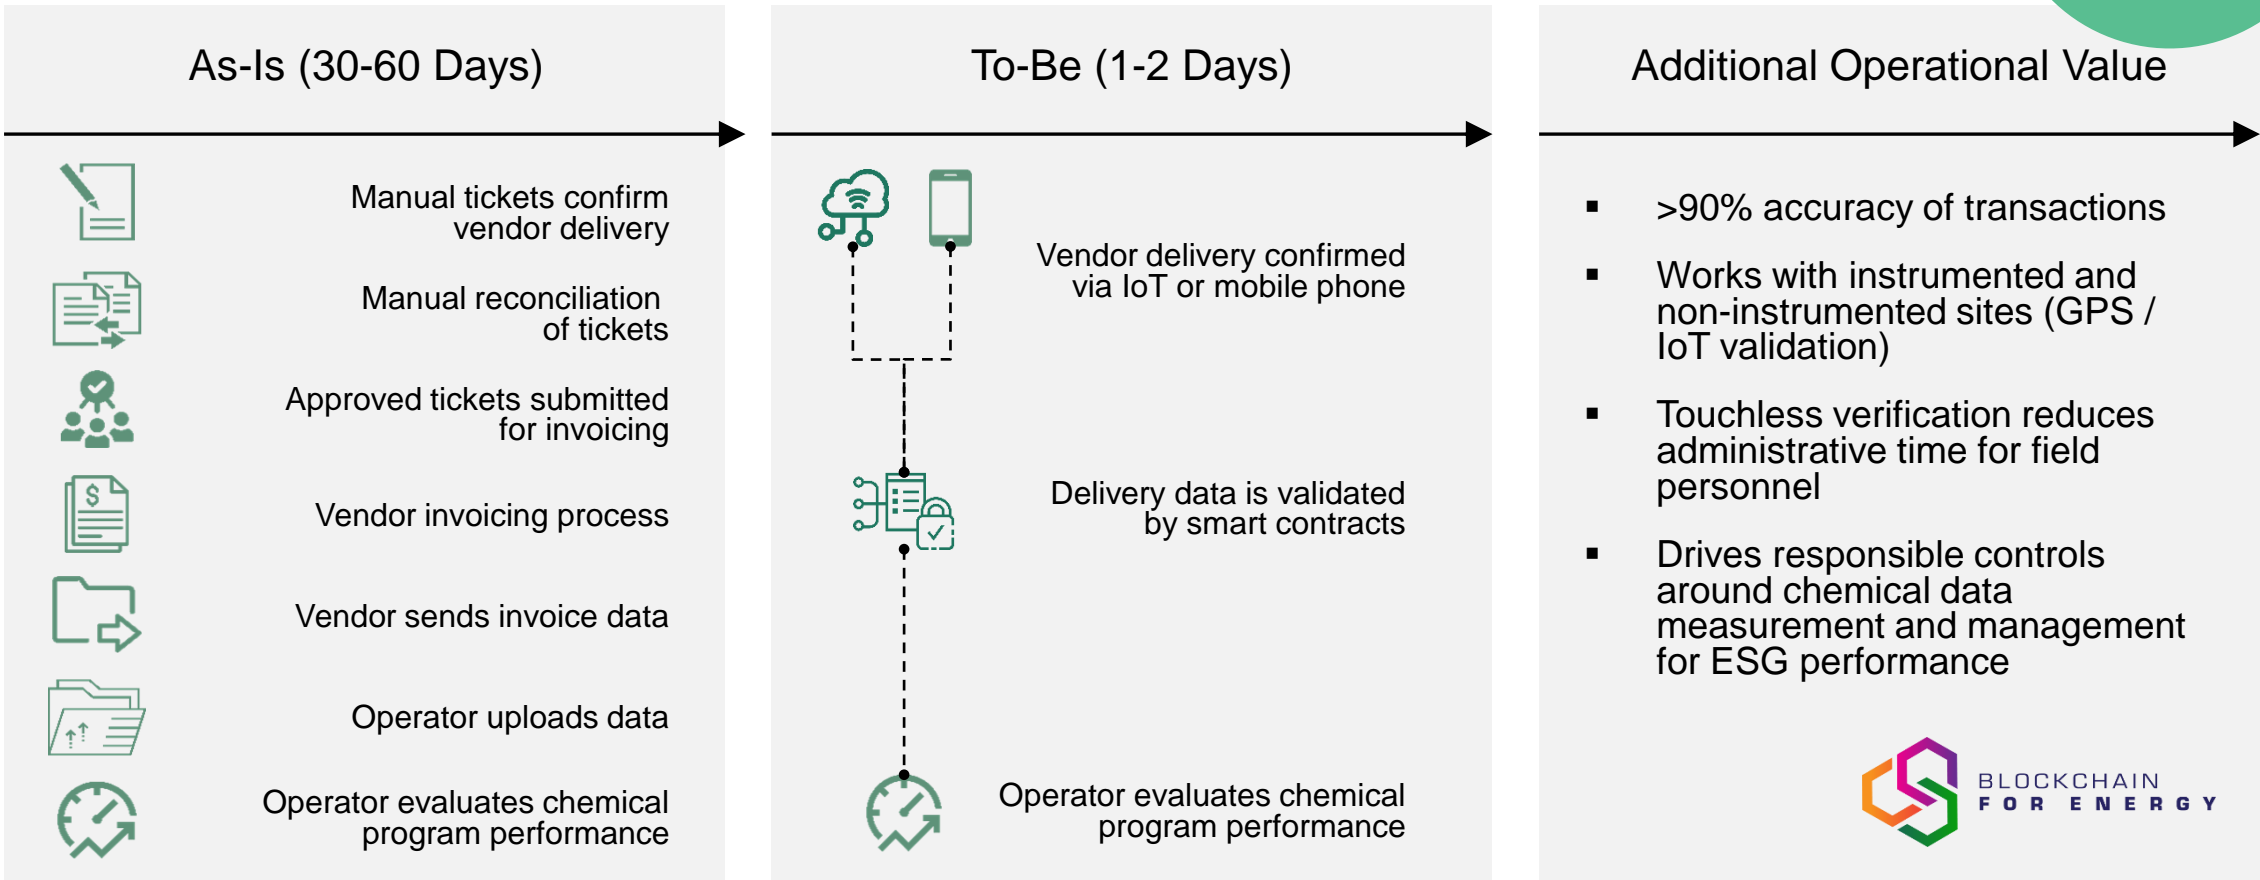 As-Is (30-60 Days)
Manual tickets confirm
vendor delivery
Manual reconciliation
of tickets
Approved tickets submitted
for invoicing
$
Vendor invoicing process
Vendor sends invoice data
Operator uploads data
Operator evaluates chemical
program performance
To-Be (1-2 Days)
Vendor delivery confirmed
via IoT or mobile phone
Delivery data is validated
by smart contracts
Operator evaluates chemical
program performance
Additional Operational Value
▪ >90% accuracy of transactions
▪ Works with instrumented and
non-instrumented sites (GPS /
IoT validation)
▪ Touchless verification reduces
administrative time for field
personnel
▪ Drives responsible controls
around chemical data
measurement and management
for ESG performance
BLOCKCHAIN
FOR ENERGY